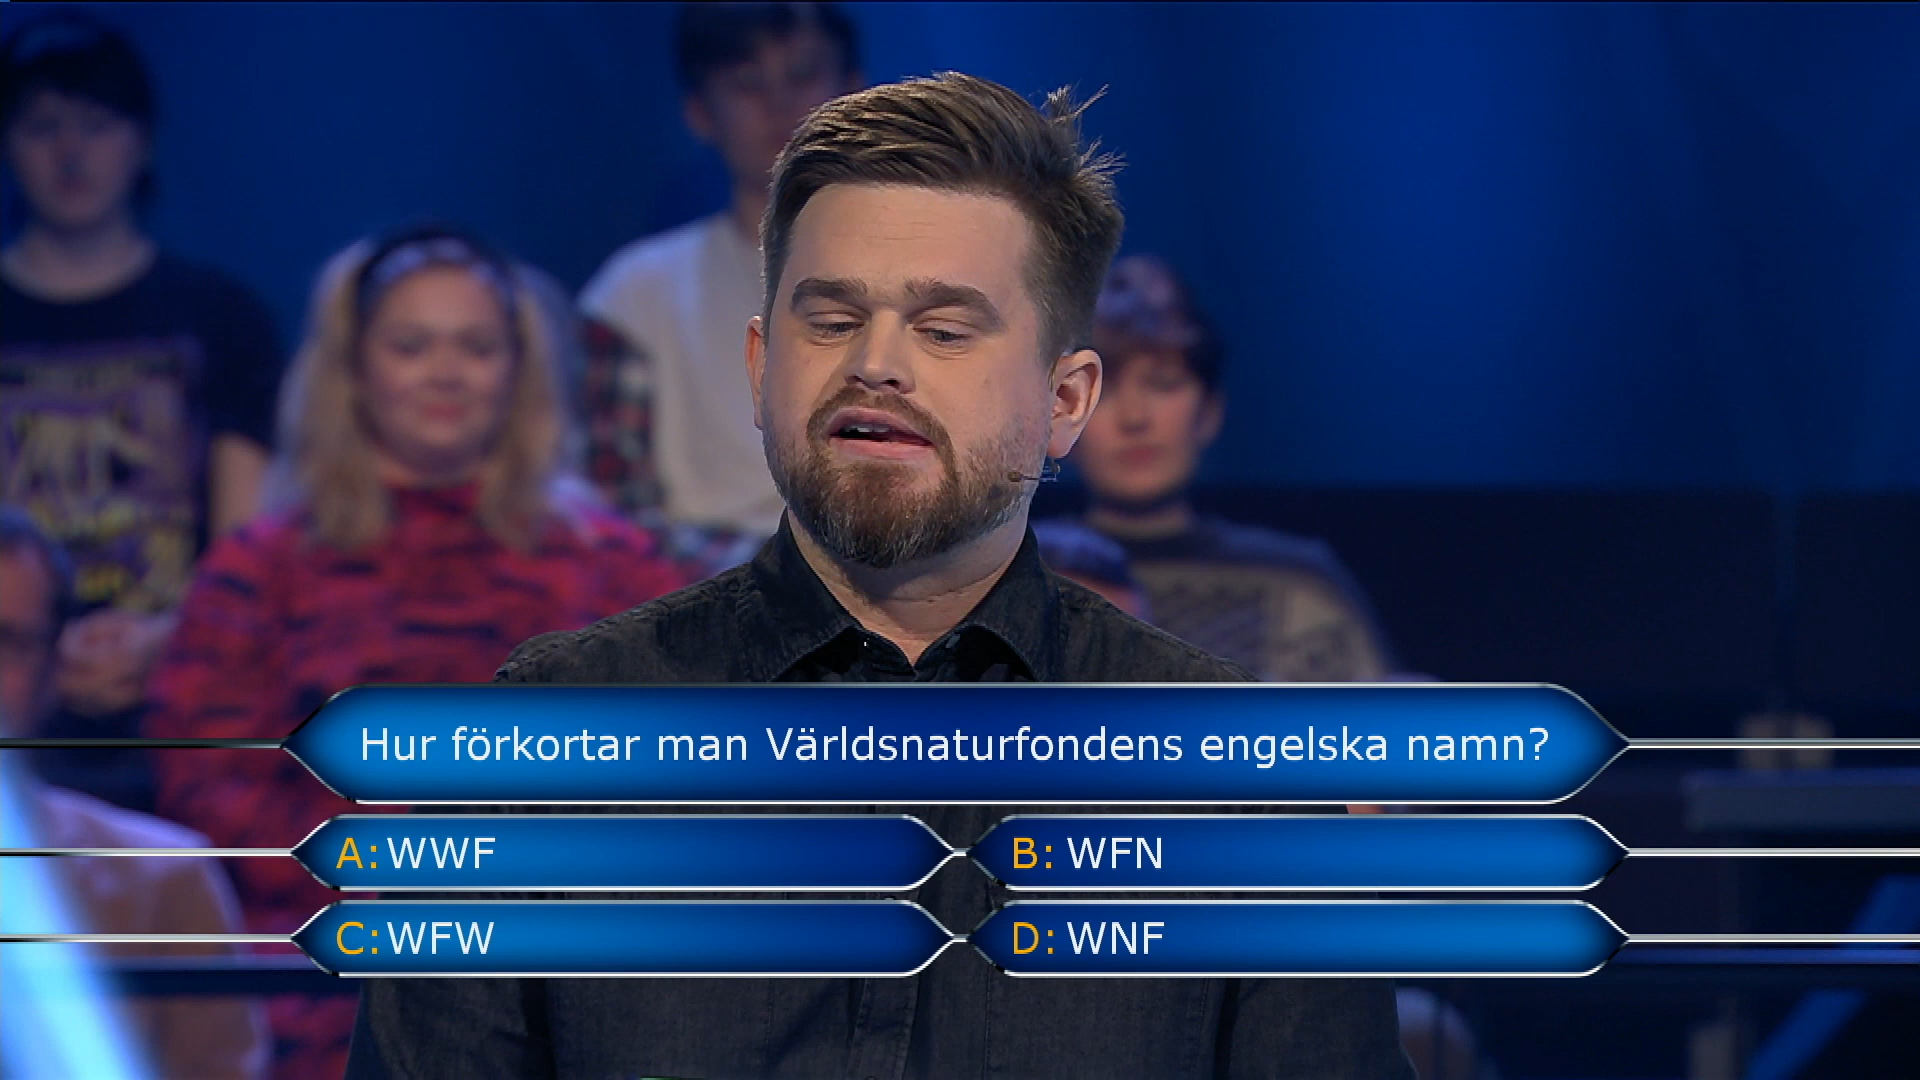 Hur förkortar man Världsnaturfondens engelska namn?
A: WWF
B: WFN
C: WFW
D: WNF